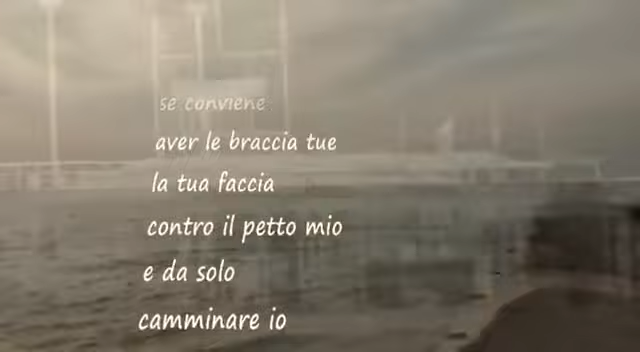 se conviene
aver le braccia tue
la tua faccia
contro il petto mio
e da solo
camminare io